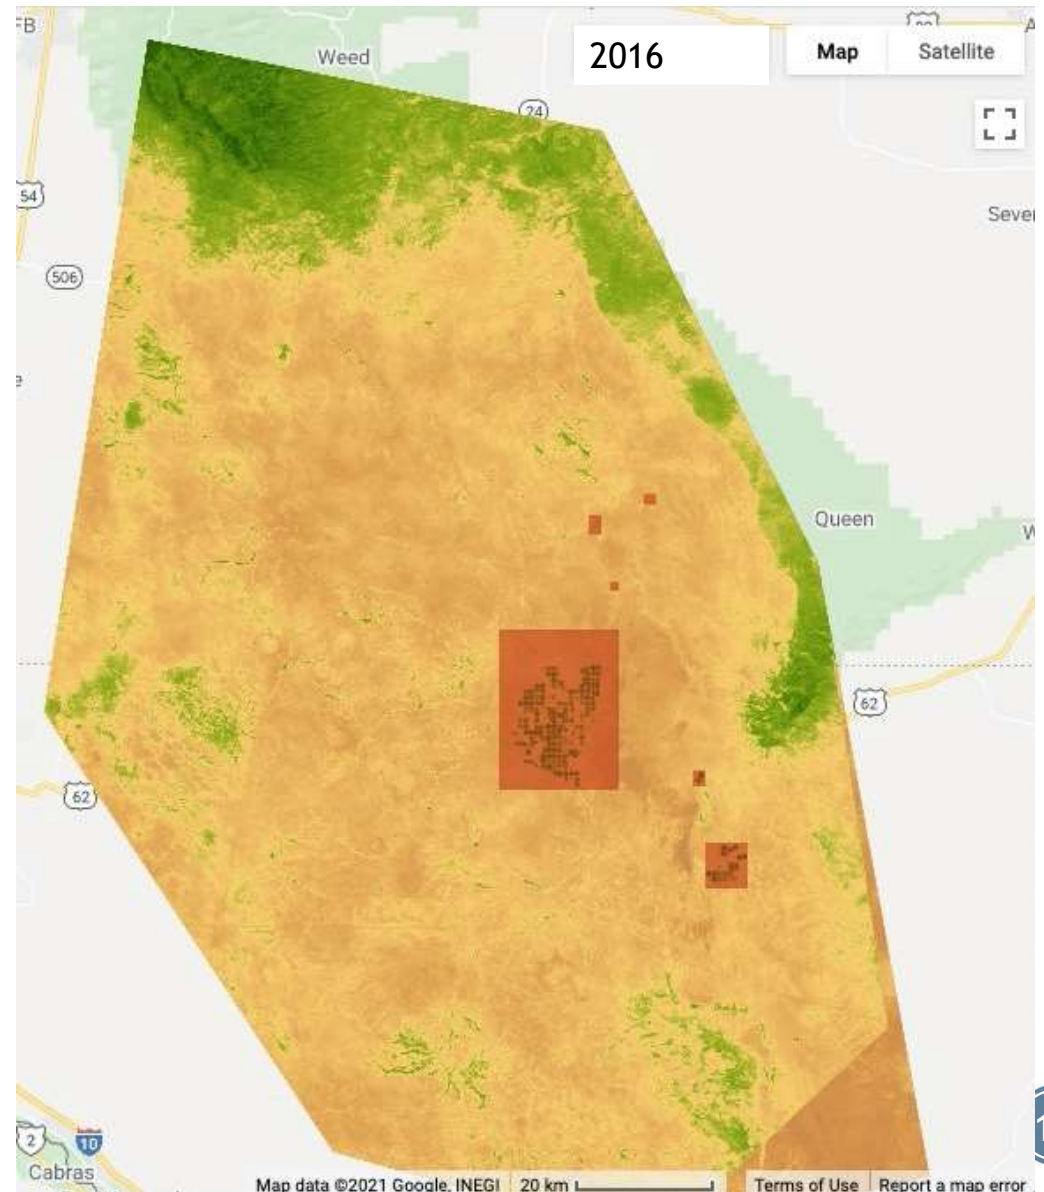 FB
Weed
2016
Map
Satellite
24
54
Sever
506
Queen
62
62
2
10
Cabras
Map data ©2021 Google, INEGI
20 km
Terms of Use
Report a map error